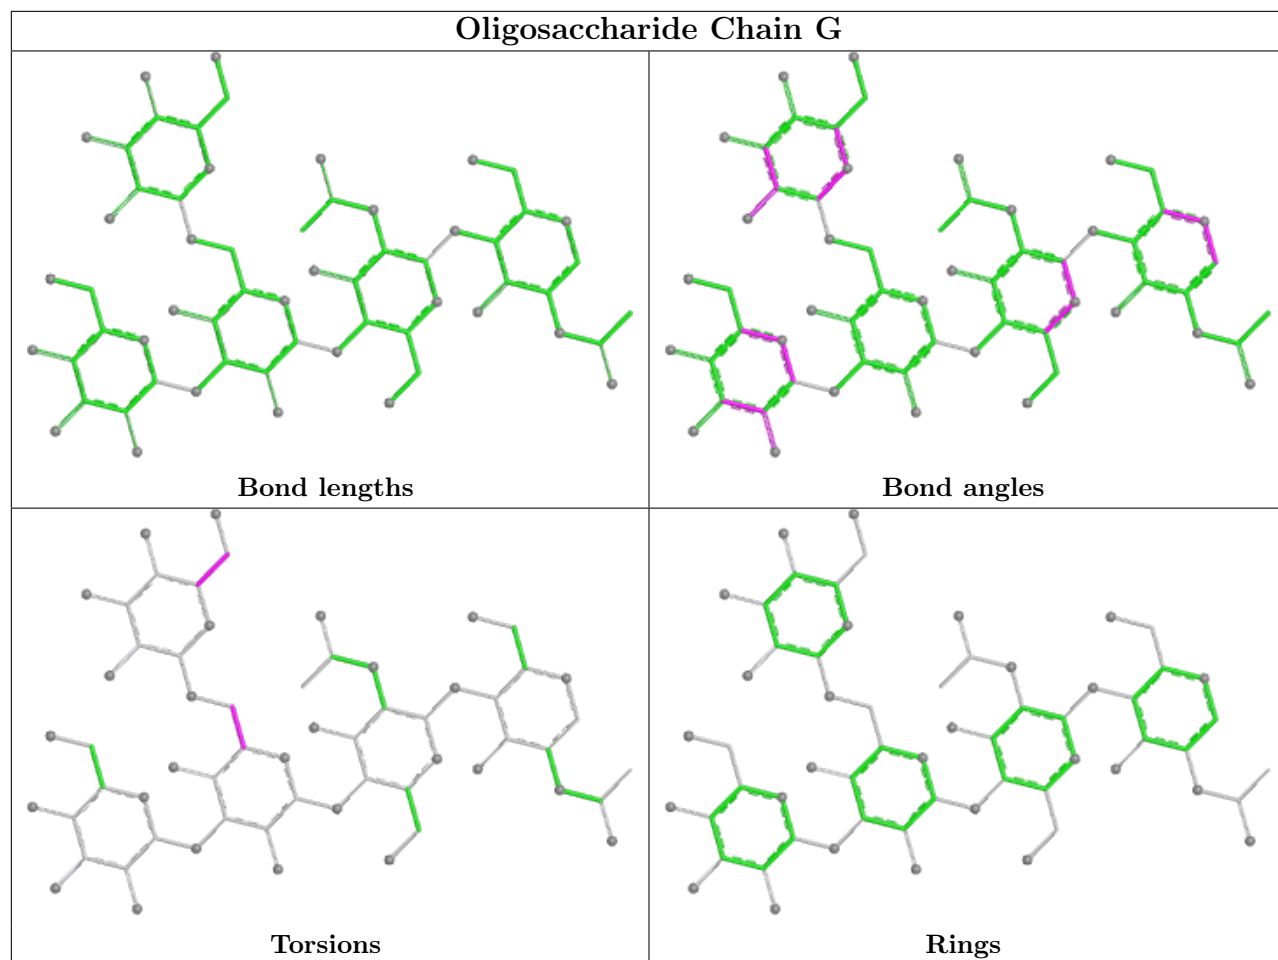 Oligosaccharide Chain G
Bond lengths
Bond angles
Torsions
Rings